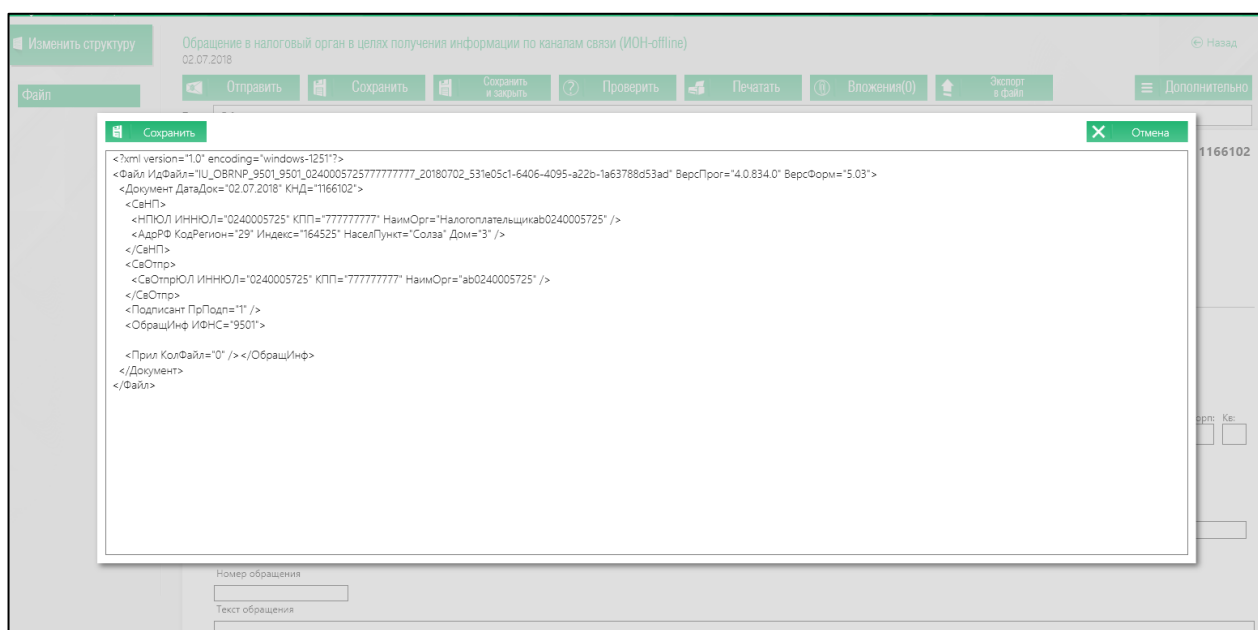 Изменить структуру
Обращение в налоговый орган в целях получения информации по каналам связи (ИОН-offline)
Назад
02.07.2018
Файл
Отправить
Сохранить
Сохранить
и закрыть
Проверить
Печатать
Вложения(0)
Экспорт
в файл
Дополнительно
Сохранить
Отмена
1166102
<?xml version="1.0" encoding="windows-1251"?>
<Файл ИдФайл="IU_OBRNP_9501_9501_0240005725777777777_20180702_531e05c1-6406-4095-a22b-1a63788d53ad" ВерсПрог="4.0.834.0" ВерсФорм="5.03">
<Документ ДатаДок="02.07.2018" КНД="1166102">
<СвНП>
<НПЮЛ ИННЮЛ="0240005725" КПП="777777777" НаимОрг="Налогоплательщикab0240005725" />
<АдрРФ КодРегион="29" Индекс="164525" НаселПункт="Солза" Дом="3" />
</СвНП>
<СвОтпр>
<СвОтпрЮЛ ИННЮЛ="0240005725" КПП="777777777" НаимОрг="ab0240005725" />
</СвОтпр>
<Подписант ПрПодп="1" />
<ОбращИнф ИФНС="9501">
<Прил КолФайл="0" /></ОбращИнф>
</Документ>
</Файл>
орп: Кв:
Номер обращения
Текст обращения